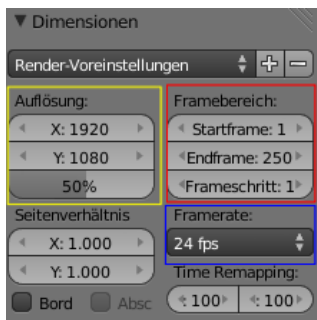 Dimensionen
Render-Voreinstellungen
Auflösung:
X: 1920
Y: 1080
50%
Framebereich:
Startframe: 1
Endframe: 250
Frameschritt: 1
Seitenverhältnis
X: 1.000
Y: 1.000
Bord
Absc
Framerate:
24 fps
Time Remapping:
: 100
: 100